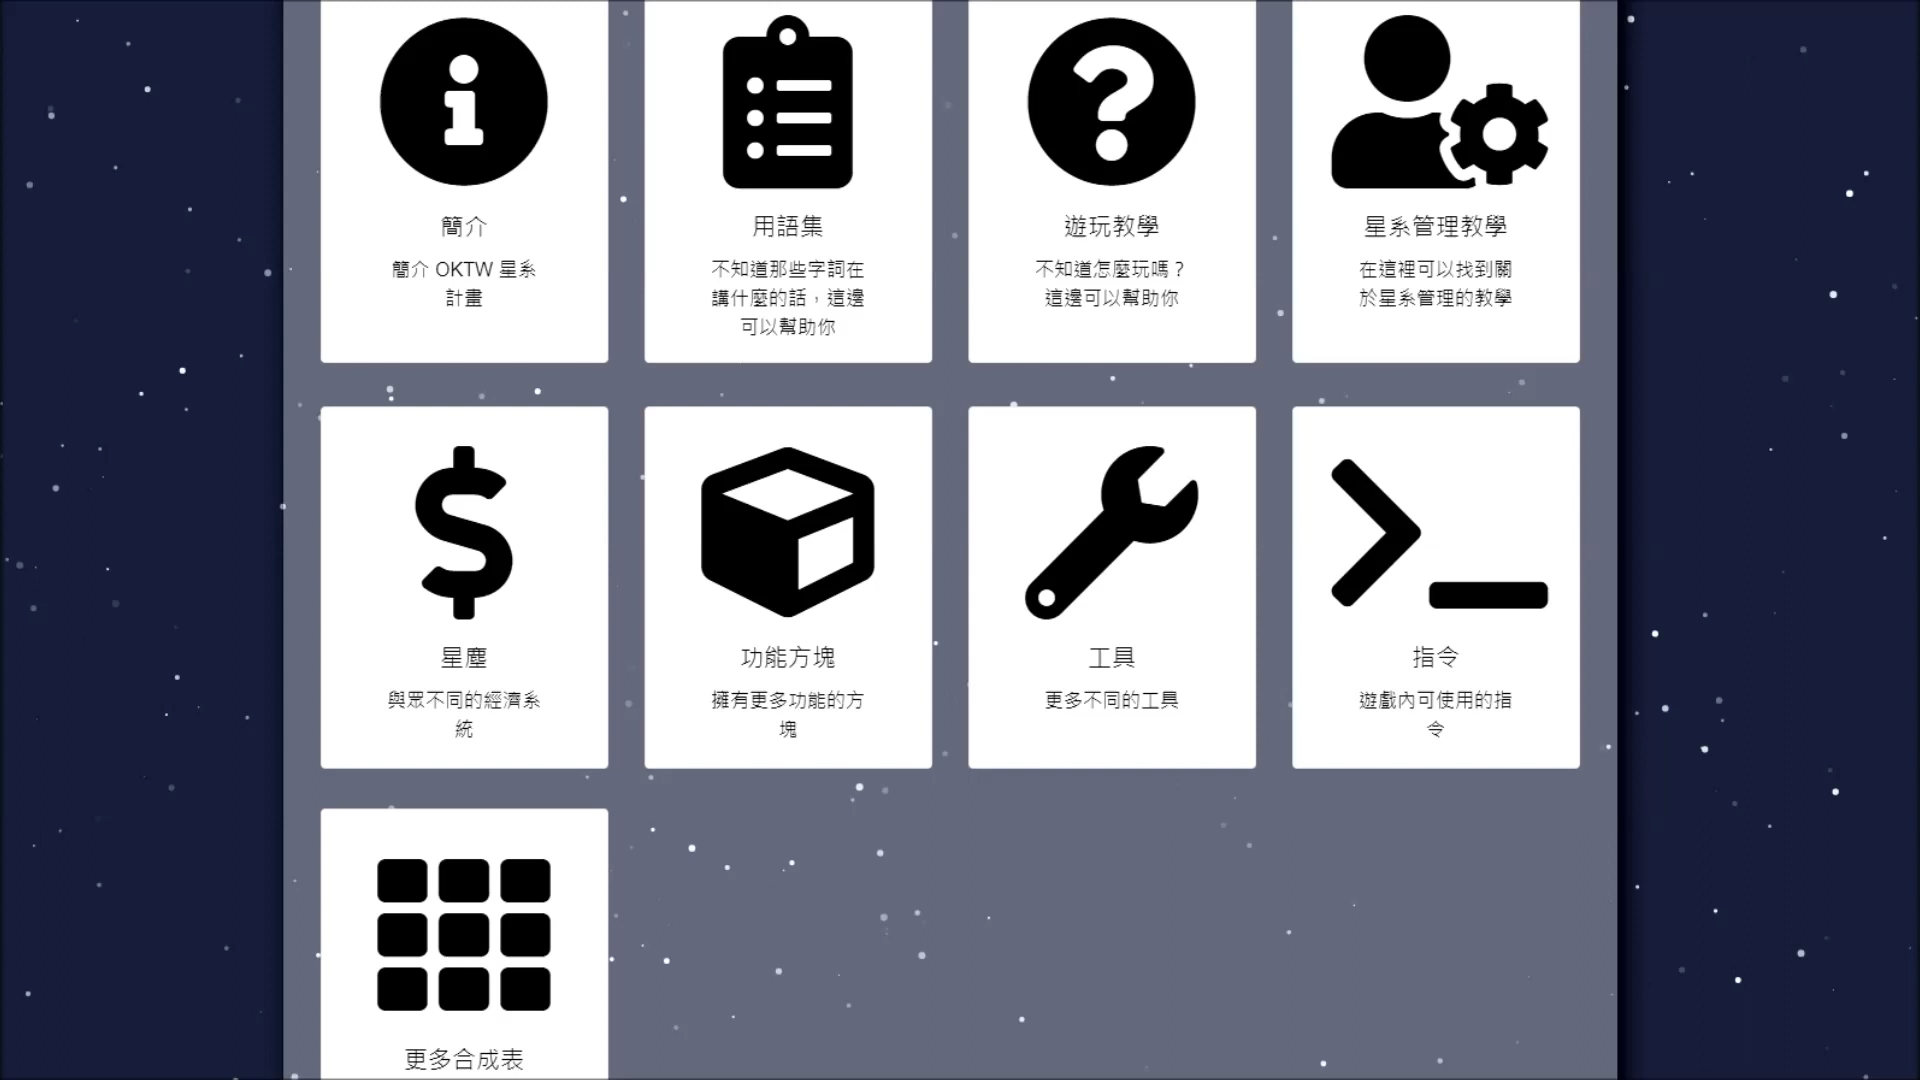 簡介
簡介 OKTW 星系
計畫
用語集
不知道那些字詞在
講什麼的話，這邊
可以幫助你
遊玩教學
不知道怎麼玩嗎？
這邊可以幫助你
星系管理教學
在這裡可以找到關
於星系管理的教學
星塵
與眾不同的經濟系
統
功能方塊
擁有更多功能的方
塊
工具
更多不同的工具
指令
遊戲內可使用的指
令
更多合成表